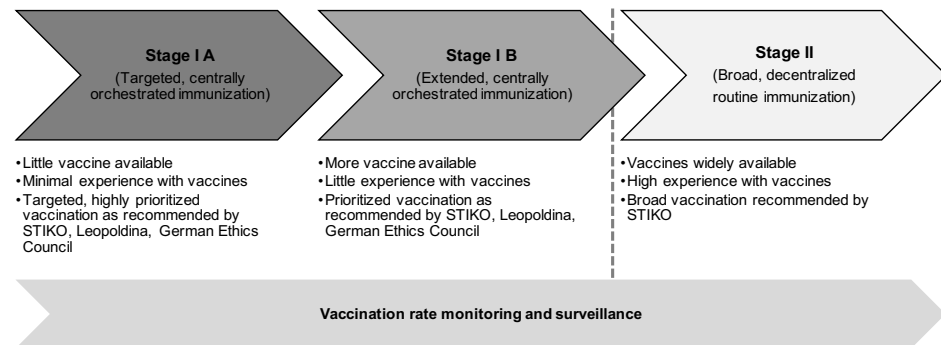 Stage I A
(Targeted, centrally
orchestrated immunization)
Stage I B
(Extended, centrally
orchestrated immunization)
Stage II
(Broad, decentralized
routine immunization)
•Little vaccine available
•Minimal experience with vaccines
•Targeted, highly prioritized
vaccination as recommended by
STIKO, Leopoldina, German Ethics
Council
•More vaccine available
•Little experience with vaccines
•Prioritized vaccination as
recommended by STIKO, Leopoldina,
German Ethics Council
•Vaccines widely available
•High experience with vaccines
•Broad vaccination recommended by
STIKO
Vaccination rate monitoring and surveillance